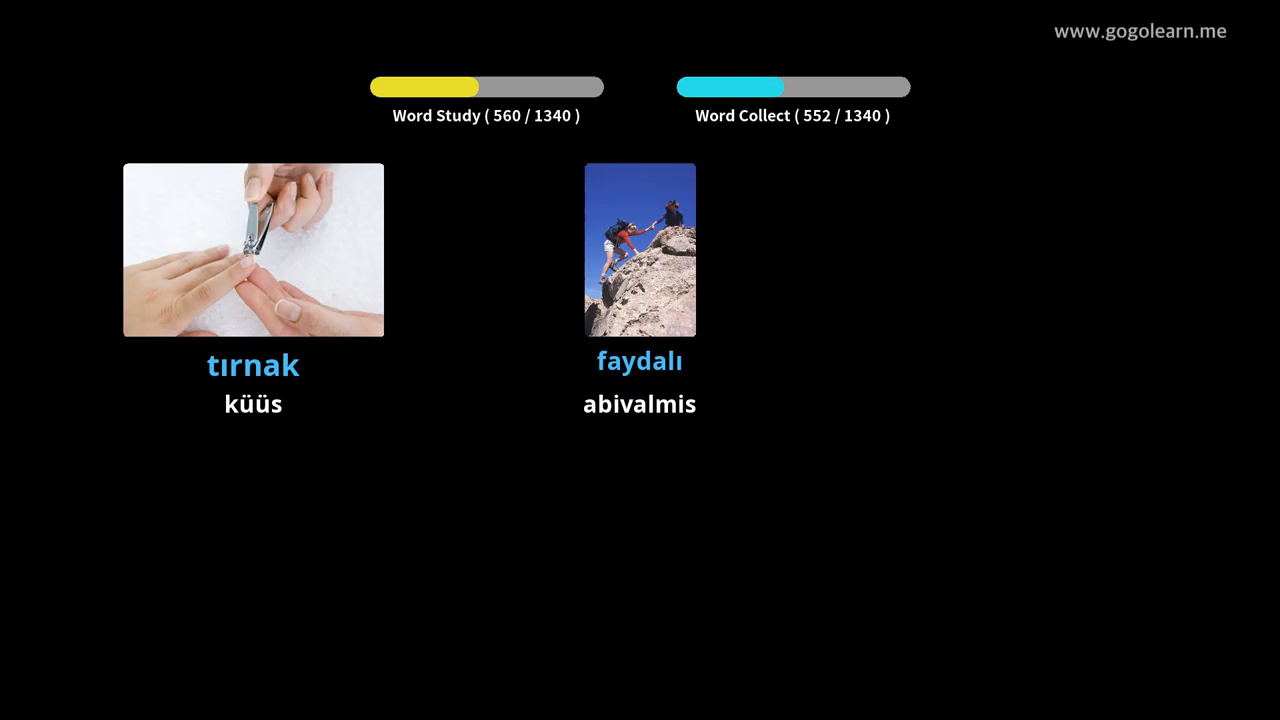 www.gogolearn.me
Word Study ( 560 / 1340 )
Word Collect ( 552 / 1340 )
tırnak
küüs
faydalı
abivalmis